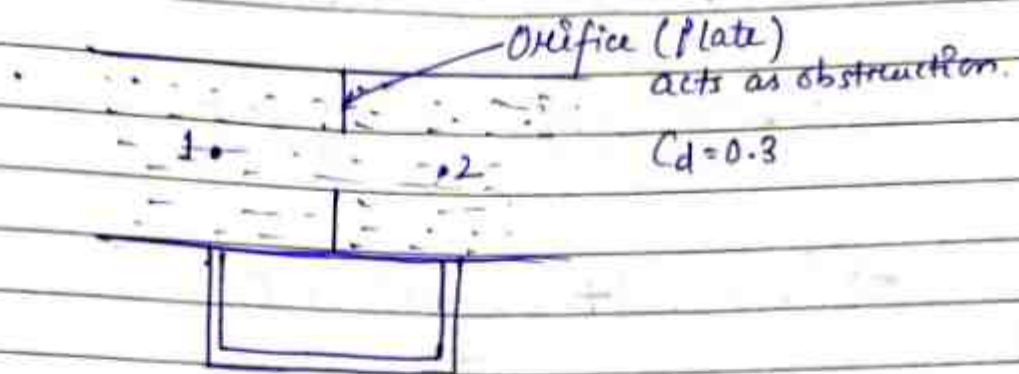 Orifice (Plate)
acts as obstruction.
1
2
Cd = 0.3